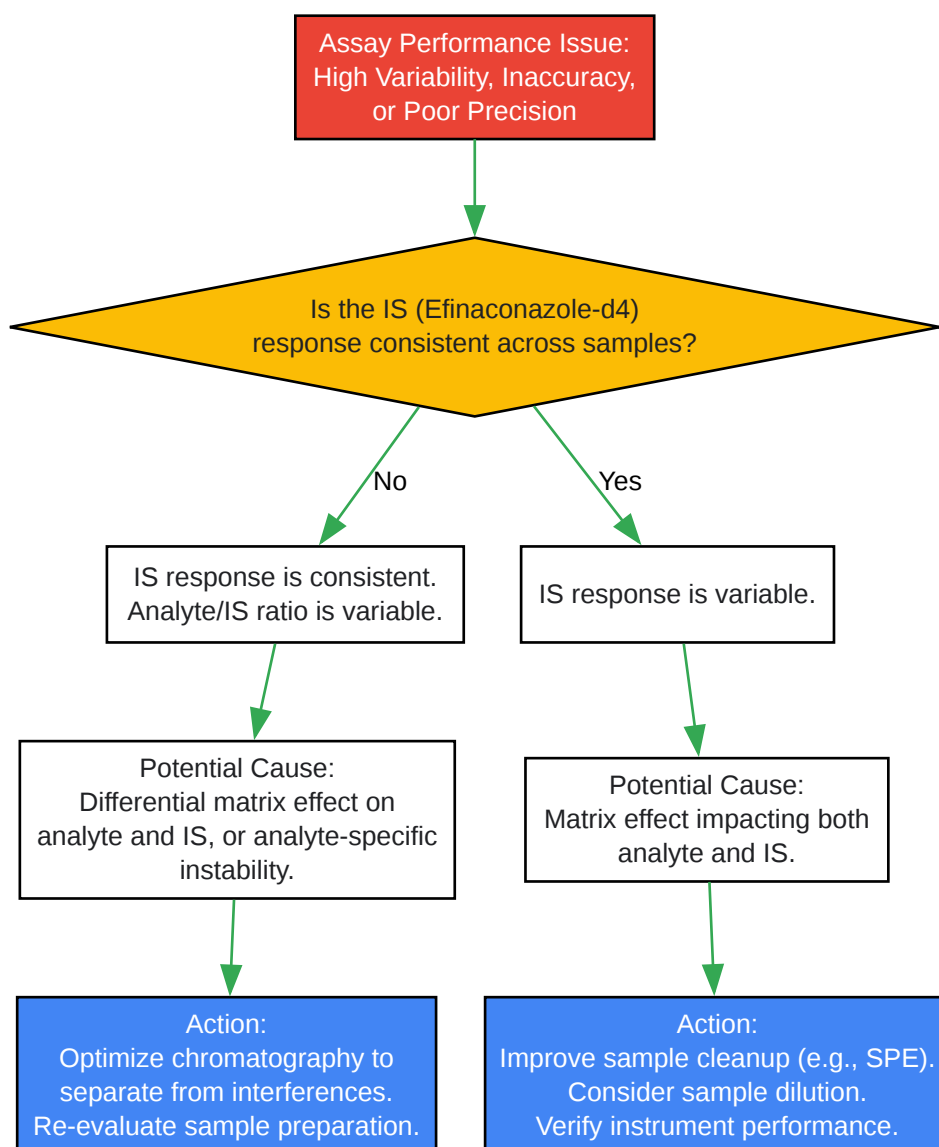 Assay Performance Issue:
High Variability, Inaccuracy,
or Poor Precision
Is the IS (Efinaconazole-d4)
response consistent across samples?
No
Yes
IS response is consistent.
Analyte/IS ratio is variable.
IS response is variable.
Potential Cause:
Differential matrix effect on
analyte and IS, or analyte-specific
instability.
Potential Cause:
Matrix effect impacting both
analyte and IS.
Action:
Optimize chromatography to
separate from interferences.
Re-evaluate sample preparation.
Action:
Improve sample cleanup (e.g., SPE).
Consider sample dilution.
Verify instrument performance.